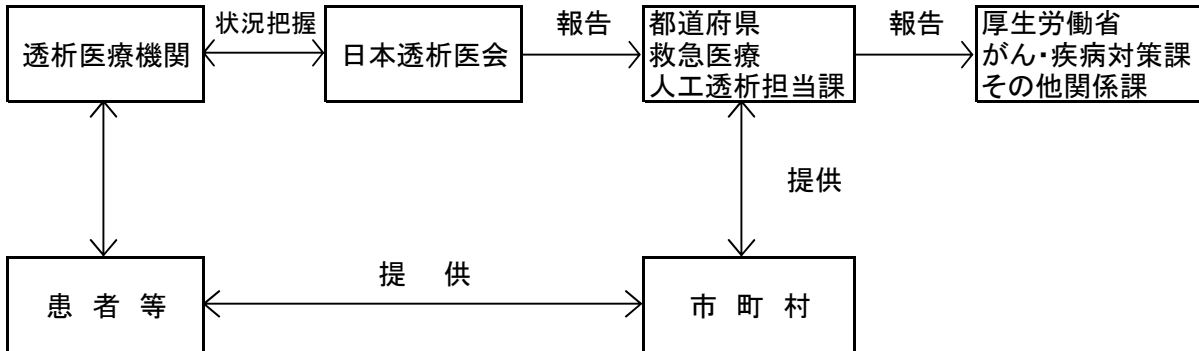 透析医療機関
状況把握
日本透析医会
報告
都道府県
救急医療
人工透析担当課
報告
厚生労働省
がん・疾病対策課
その他関係課
提供
患者等
提供
市町村